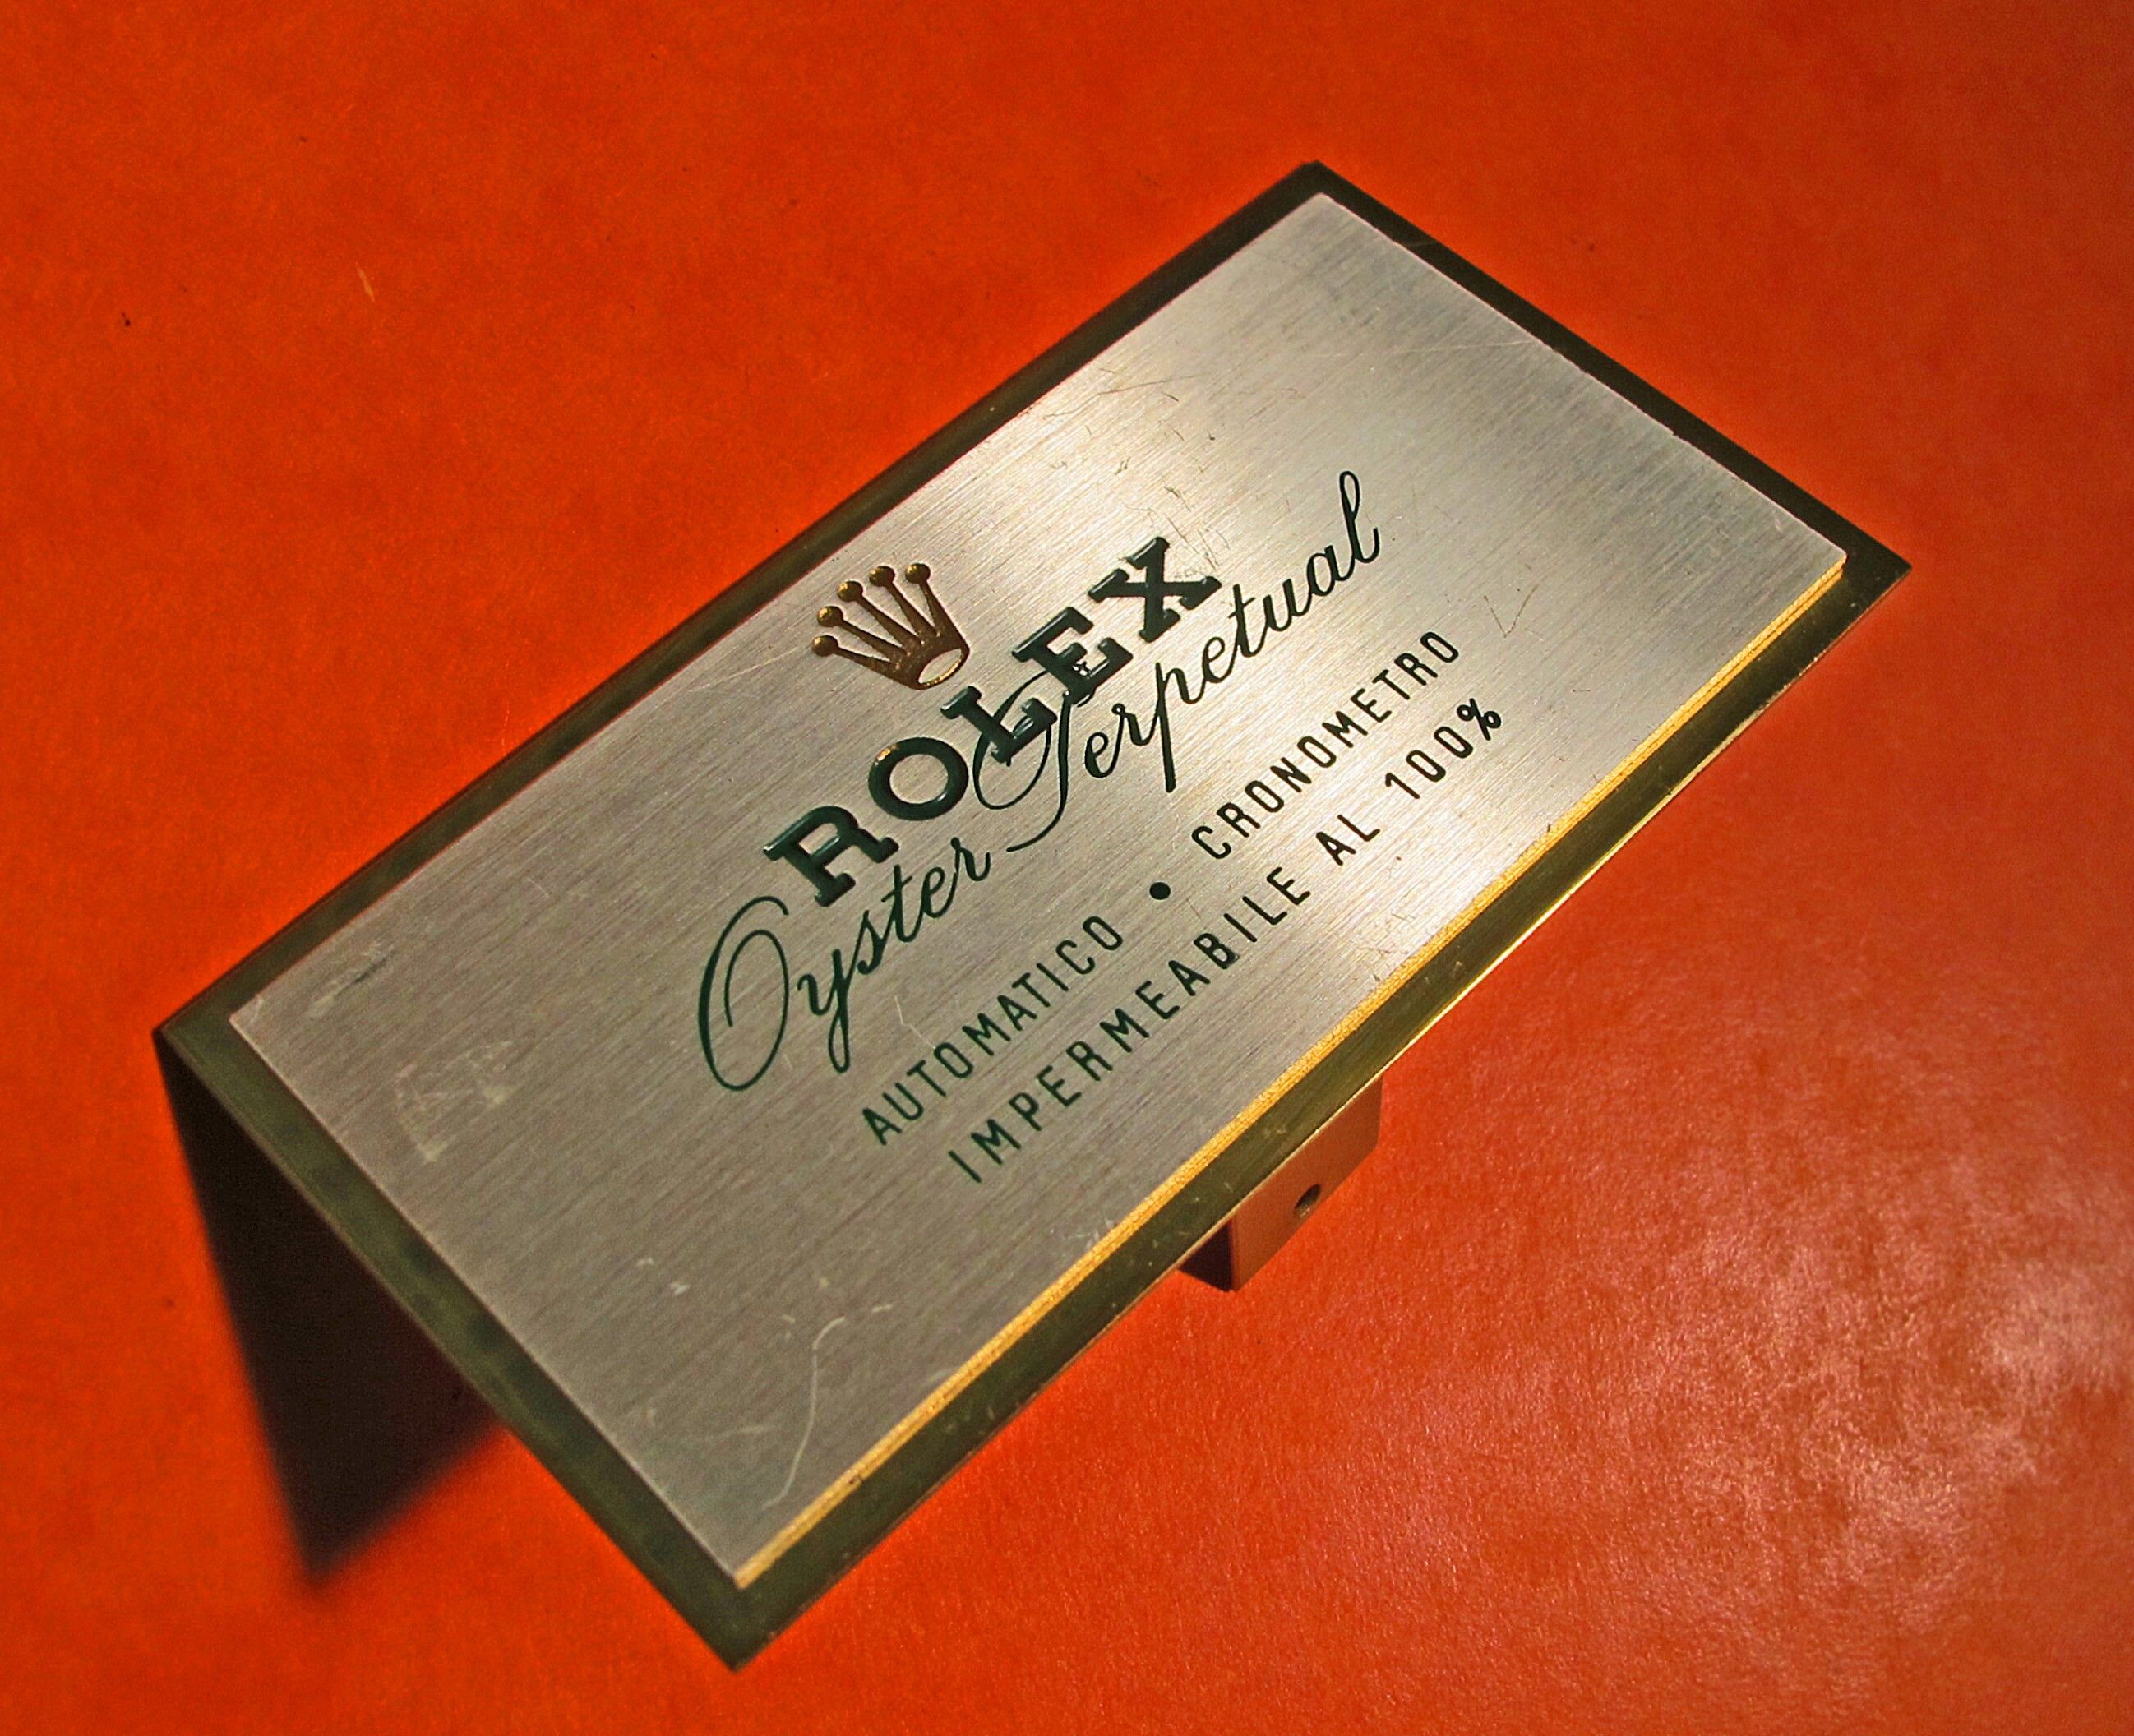 ROLEX
Oyster Perpetual
AUTOMATICO • CRONOMETRO
IMPERMEABILE AL 100%